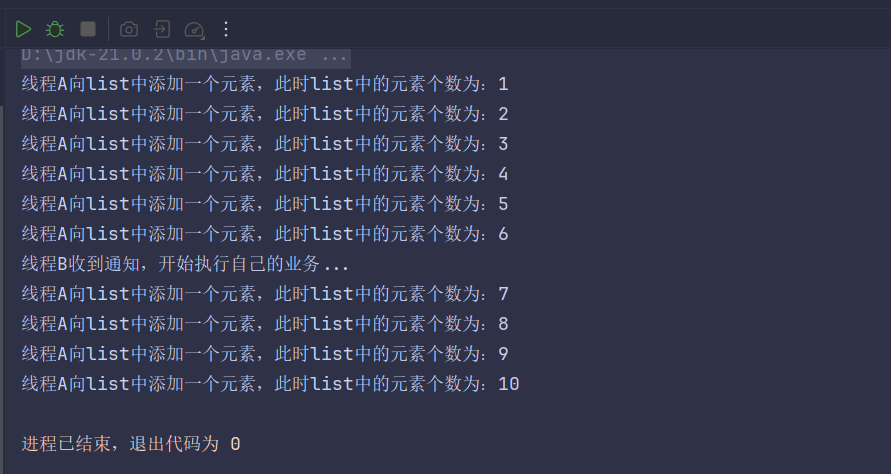 D:\jdk-21.0.2\bin\java.exe ...
线程A向list中添加一个元素，此时list中的元素个数为：1
线程A向list中添加一个元素，此时list中的元素个数为：2
线程A向list中添加一个元素，此时list中的元素个数为：3
线程A向list中添加一个元素，此时list中的元素个数为：4
线程A向list中添加一个元素，此时list中的元素个数为：5
线程A向list中添加一个元素，此时list中的元素个数为：6
线程B收到通知，开始执行自己的业务...
线程A向list中添加一个元素，此时list中的元素个数为：7
线程A向list中添加一个元素，此时list中的元素个数为：8
线程A向list中添加一个元素，此时list中的元素个数为：9
线程A向list中添加一个元素，此时list中的元素个数为：10
进程已结束，退出代码为 0